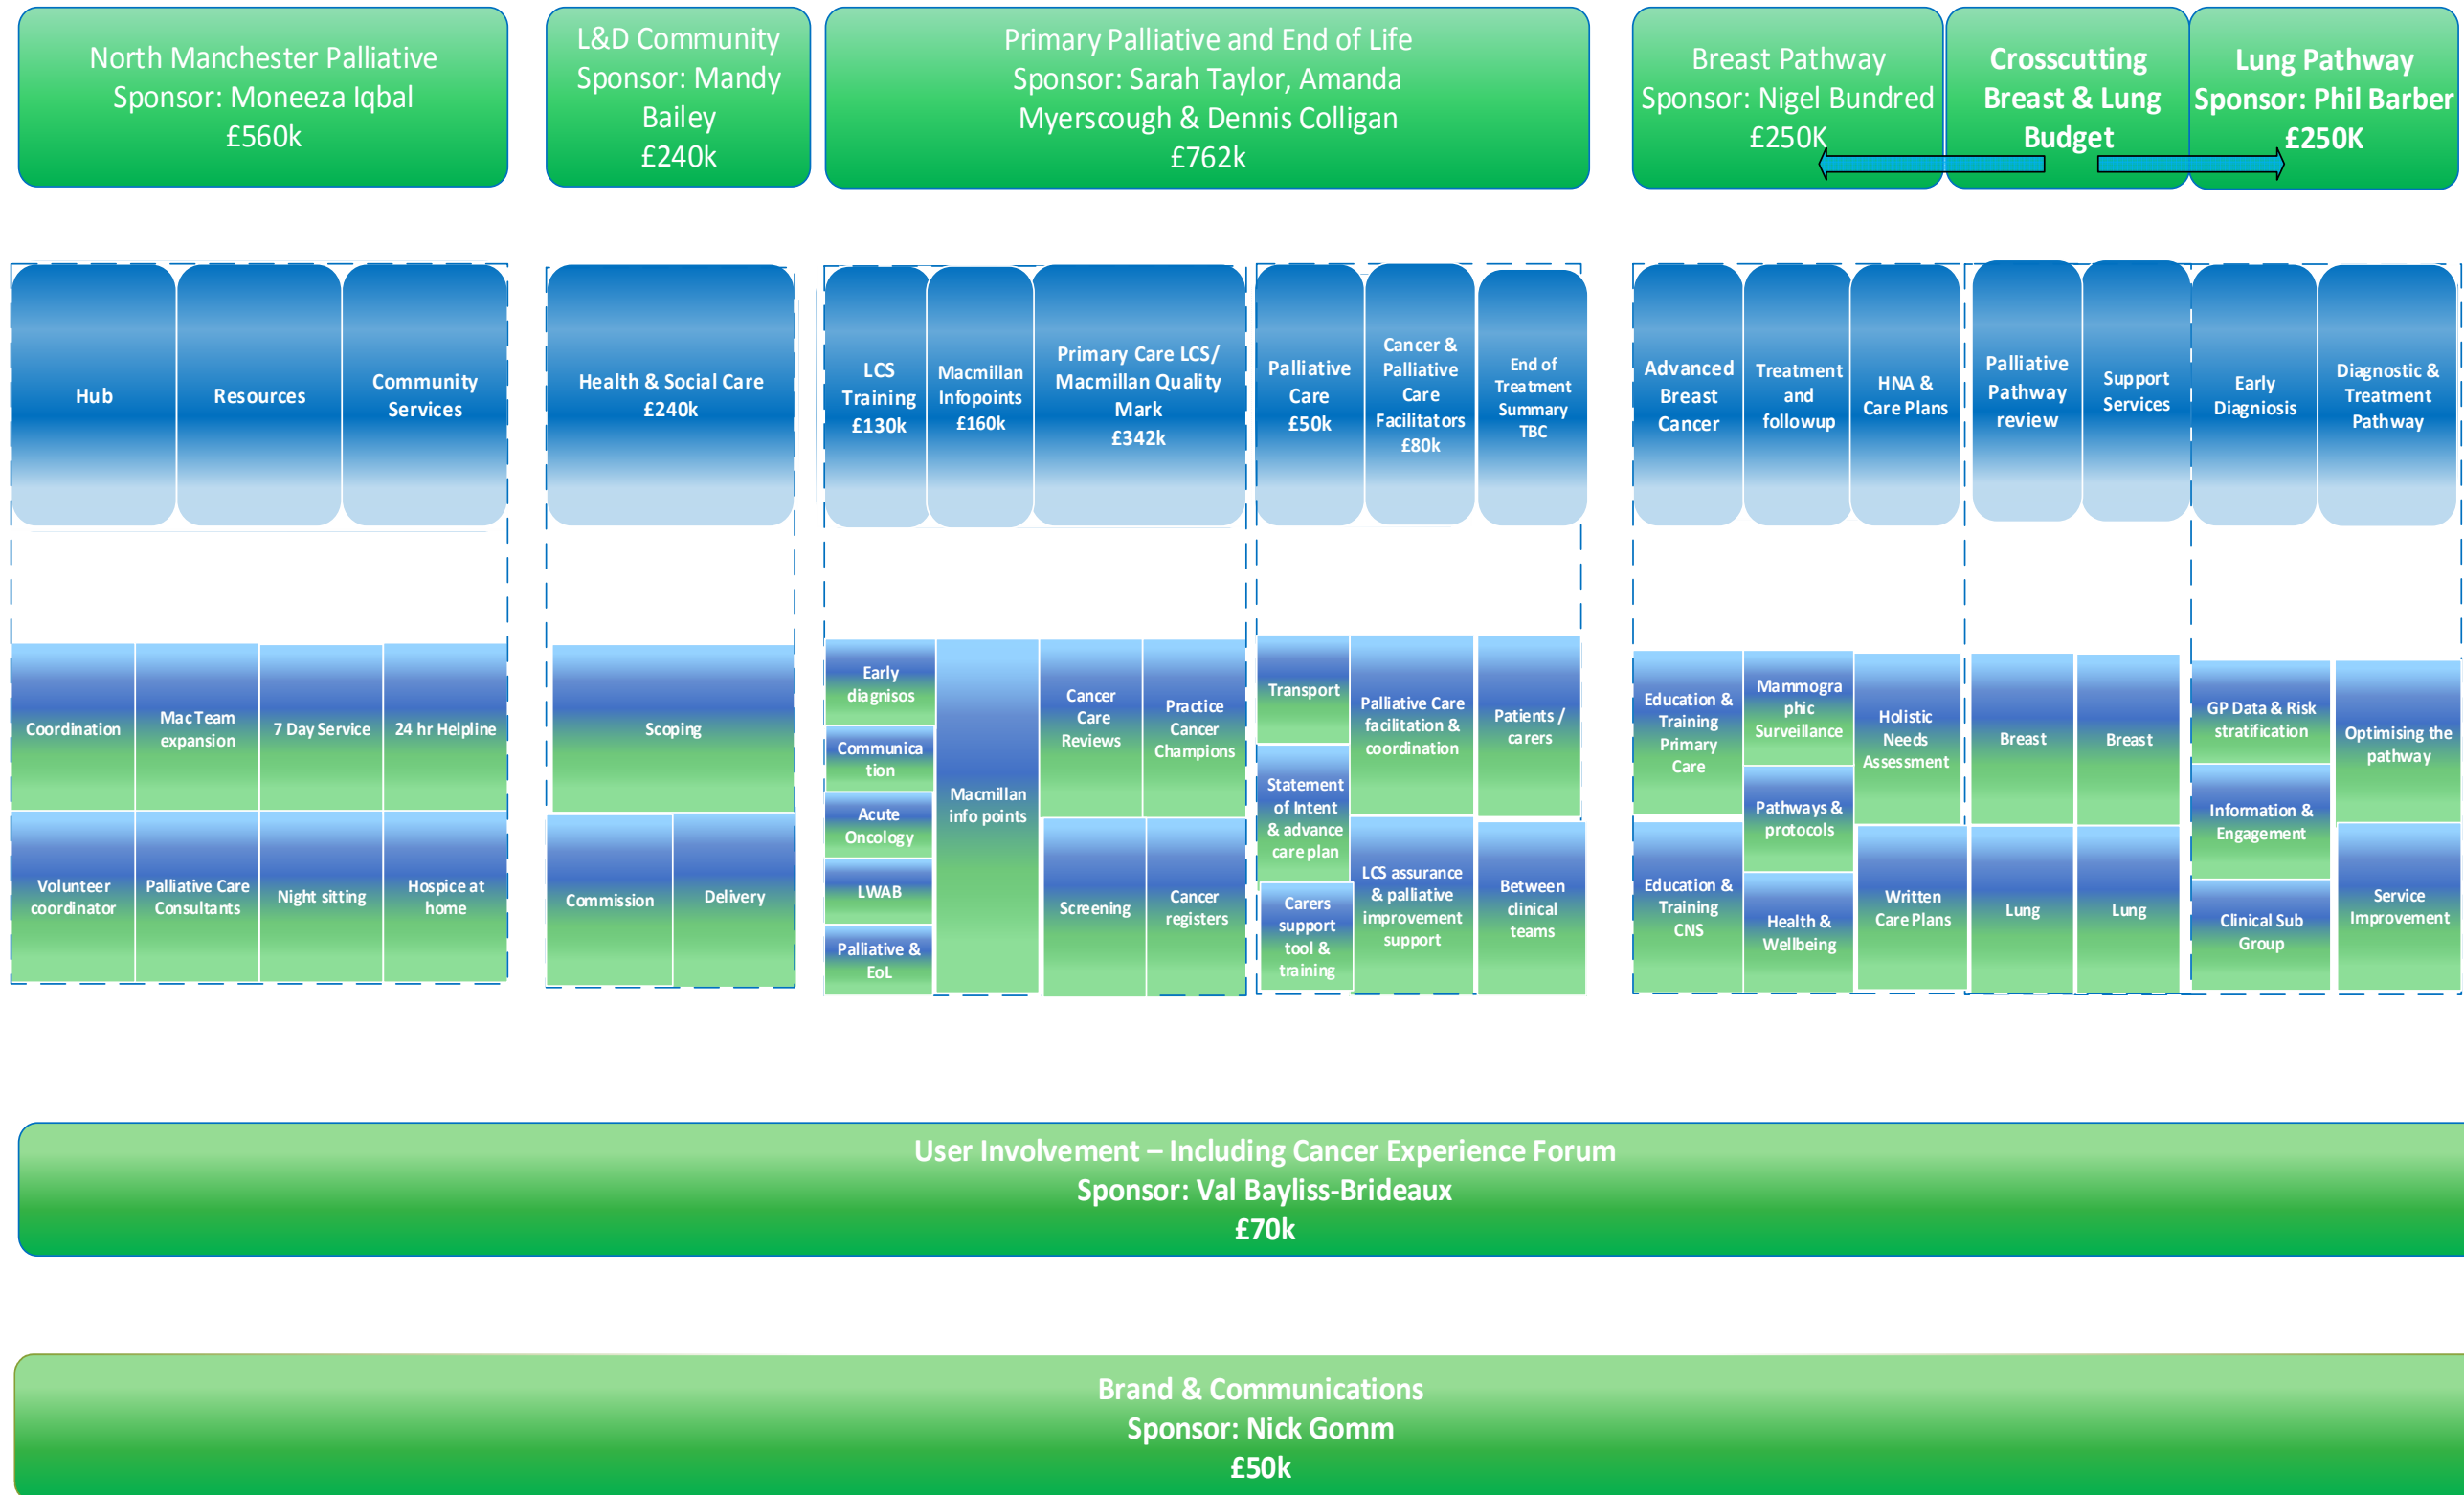 North Manchester Palliative
Sponsor: Moneeza Iqbal
£560k
L&D Community
Sponsor: Mandy
Bailey
£240k
Primary Palliative and End of Life
Sponsor: Sarah Taylor, Amanda
Myerscough & Dennis Colligan
£762k
Breast Pathway
Sponsor: Nigel Bundred
£250K
Crosscutting
Breast & Lung
Budget
Lung Pathway
Sponsor: Phil Barber
£250K
Hub
Resources
Community
Services
Health & Social Care
£240k
LCS
Training
£130k
Macmillan
Infopoints
£160k
Primary Care LCS/
Macmillan Quality
Mark
£342k
Palliative
Care
£50k
Cancer &
Palliative
Care
Facilitators
£80k
End of
Treatment
Summary
TBC
Advanced
Breast
Cancer
Treatment
and
followup
HNA &
Care Plans
Palliative
Pathway
review
Support
Services
Early
Diagniosis
Diagnostic &
Treatment
Pathway
Coordination
Mac Team
expansion
7 Day Service
24 hr Helpline
Volunteer
coordinator
Palliative Care
Consultants
Night sitting
Hospice at
home
Scoping
Commission
Delivery
Early
diagnisos
Communica
tion
Acute
Oncology
LWAB
Palliative &
EoL
Macmillan
info points
Cancer
Care
Reviews
Practice
Cancer
Champions
Screening
Cancer
registers
Transport
Statement
of Intent
& advance
care plan
Carers
support
tool &
training
Palliative Care
facilitation &
coordination
LCS assurance
& palliative
improvement
support
Patients /
carers
Between
clinical
teams
Education &
Training
Primary
Care
Education &
Training
CNS
Mammogra
phic
Surveillance
Pathways &
protocols
Health &
Wellbeing
Holistic
Needs
Assessment
Written
Care Plans
Breast
Lung
Breast
Lung
GP Data & Risk
stratification
Information &
Engagement
Clinical Sub
Group
Optimising the
pathway
Service
Improvement
User Involvement – Including Cancer Experience Forum
Sponsor: Val Bayliss-Brideaux
£70k
Brand & Communications
Sponsor: Nick Gomm
£50k